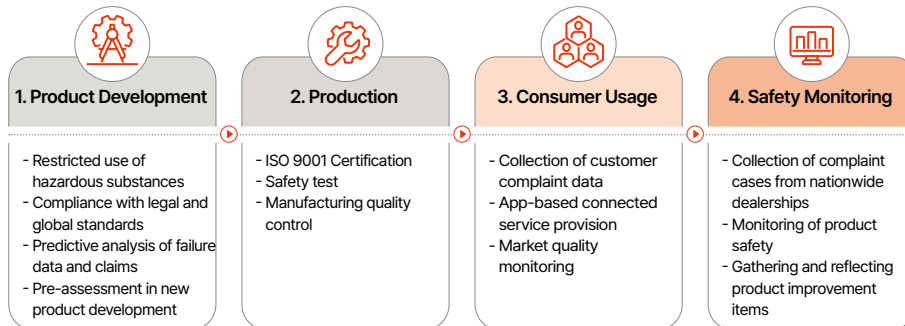 1. Product Development
- Restricted use of
hazardous substances
- Compliance with legal and
global standards
- Predictive analysis of failure
data and claims
- Pre-assessment in new
product development
2. Production
- ISO 9001 Certification
- Safety test
- Manufacturing quality
control
3. Consumer Usage
- Collection of customer
complaint data
- App-based connected
service provision
- Market quality
monitoring
4. Safety Monitoring
- Collection of complaint
cases from nationwide
dealerships
- Monitoring of product
safety
- Gathering and reflecting
product improvement
items